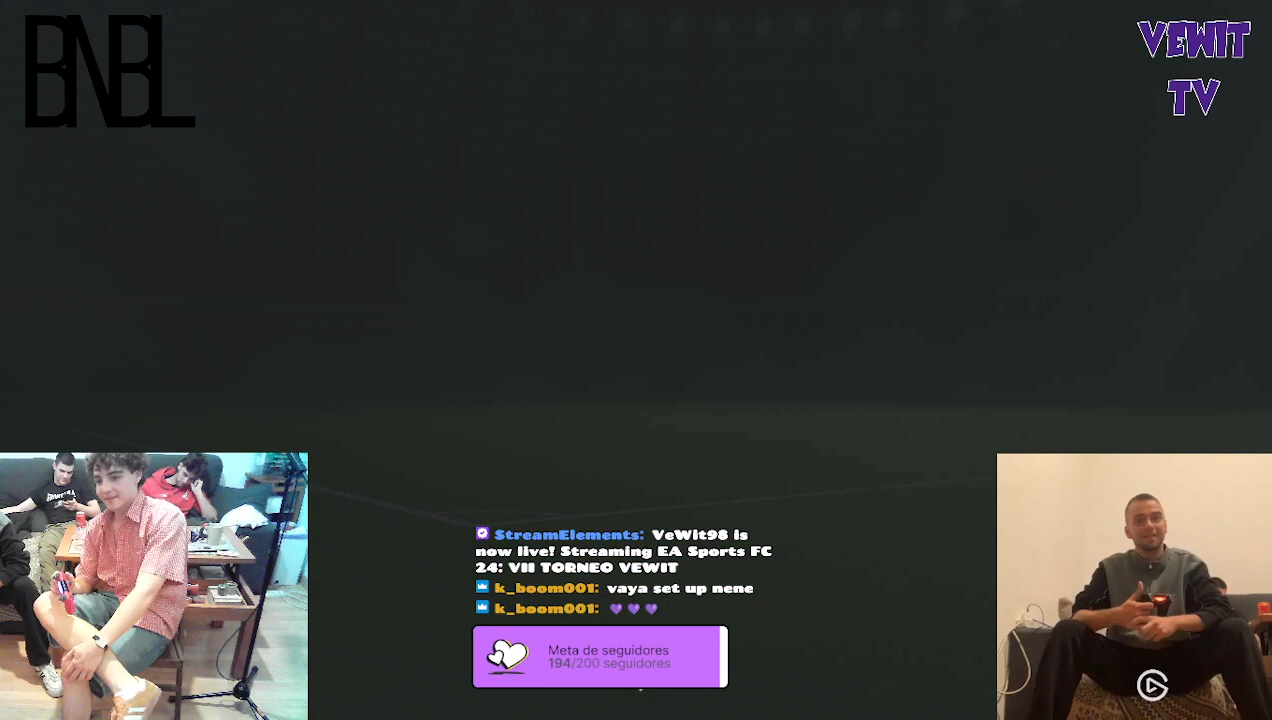 BNBL
VEWIT
TV
StreamElements: VeWit98 is
now live! Streaming EA Sports FC
24: VII TORNEO VEWIT
k_boom001: vaya set up nene
k_boom001: 💜 💜 💜
Meta de seguidores
194/200 seguidores